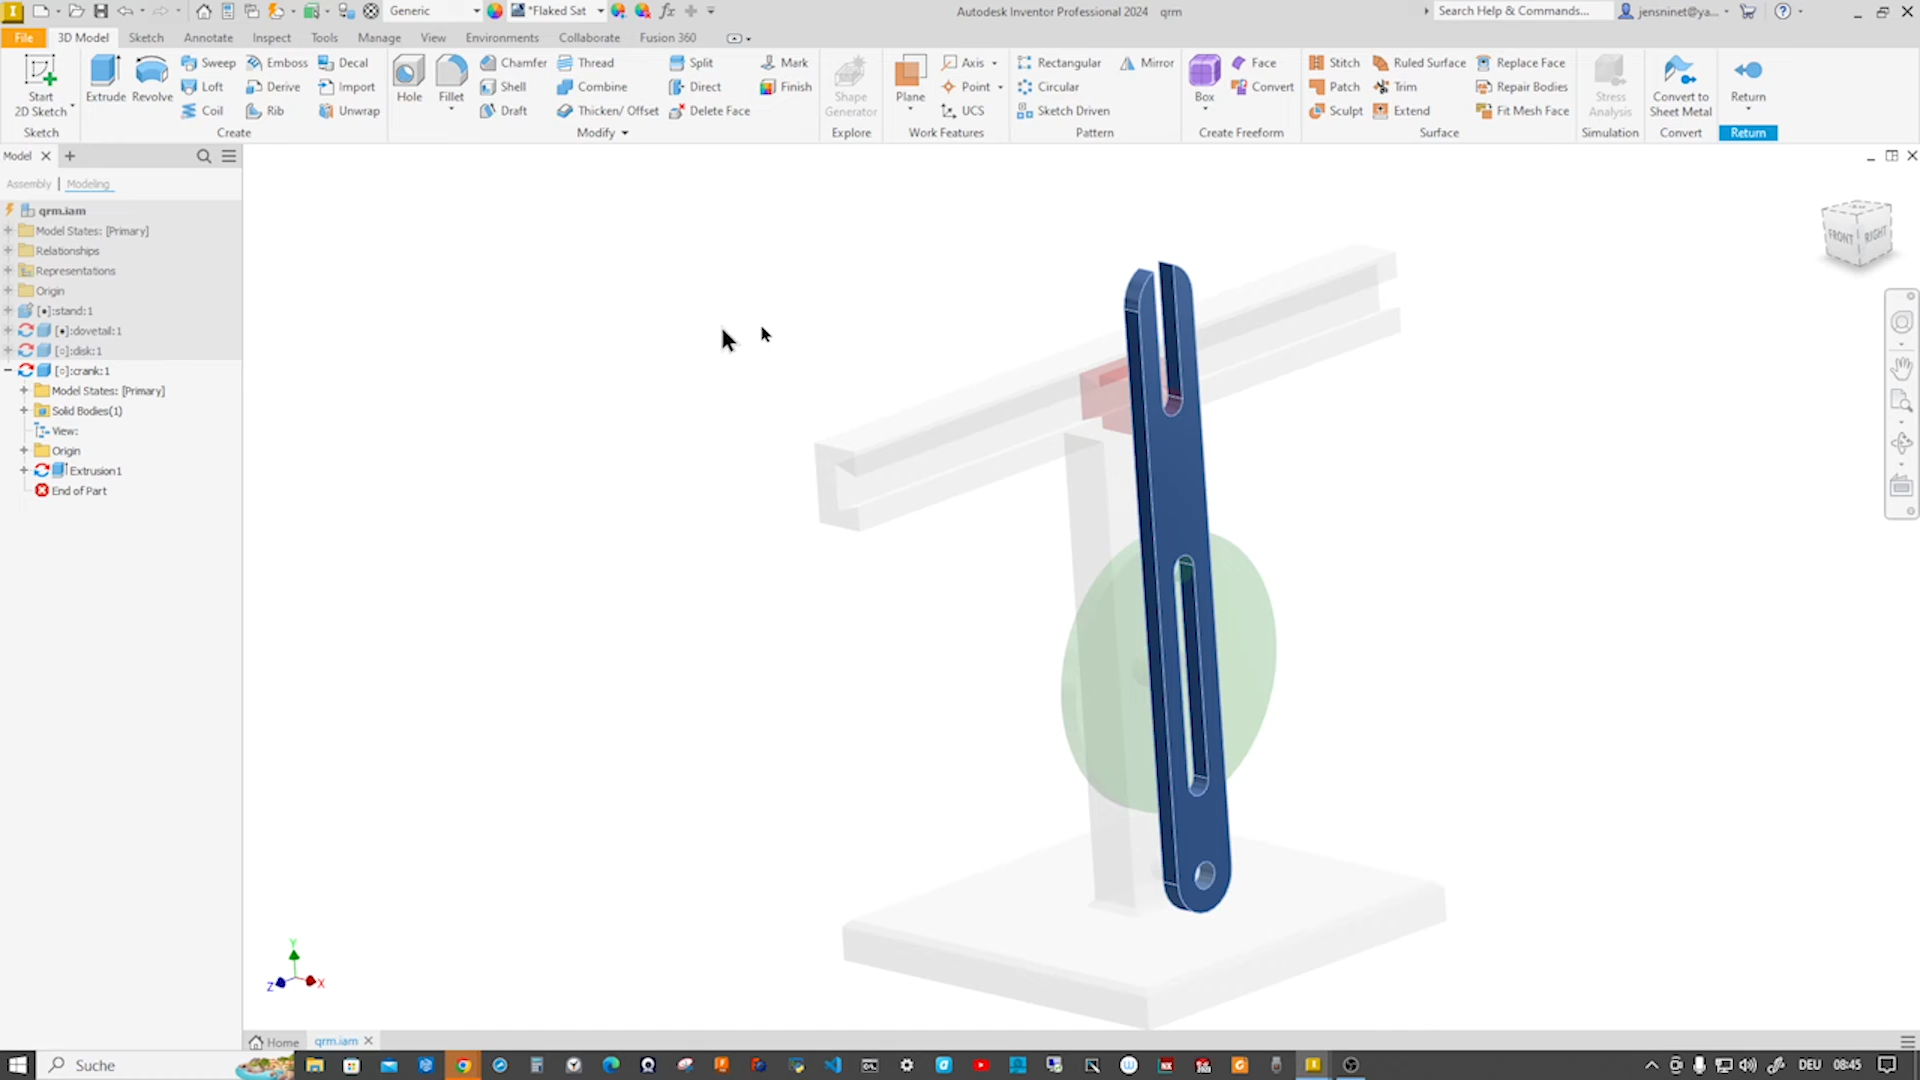 Generic
*Flaked Sat
Autodesk Inventor Professional 2024 qrm
Search Help & Commands...
jensninet@ya...
File
3D Model
Sketch
Annotate
Inspect
Tools
Manage
View
Environments
Collaborate
Fusion 360
Start
2D Sketch
Extrude
Revolve
Sweep
Emboss
Decal
Loft
Derive
Import
Coil
Rib
Unwrap
Hole
Fillet
Chamfer
Thread
Split
Mark
Shell
Combine
Direct
Finish
Draft
Thicken/ Offset
Delete Face
Shape
Generator
Plane
Axis
Point
UCS
Rectangular
Mirror
Circular
Sketch Driven
Box
Face
Convert
Stitch
Ruled Surface
Replace Face
Patch
Trim
Repair Bodies
Sculpt
Extend
Fit Mesh Face
Stress
Analysis
Convert to
Sheet Metal
Return
Sketch
Create
Modify
Explore
Work Features
Pattern
Create Freeform
Surface
Simulation
Convert
Return
Model
Assembly
Modeling
qrm.iam
Model States: [Primary]
Relationships
Representations
Origin
[•]:stand:1
[•]:dovetail:1
[○]:disk:1
[○]:crank:1
Model States: [Primary]
Solid Bodies(1)
View:
Origin
Extrusion1
End of Part
FRONT
RIGHT
Y
Z
X
Home
qrm.iam
Suche
DEU
08:45